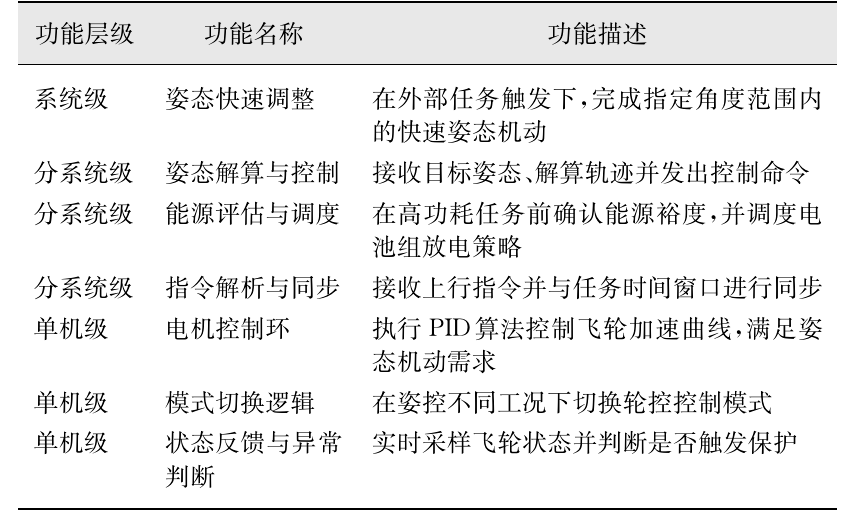 功能层级 功能名称 功能描述
系统级 姿态快速调整 在外部任务触发下,完成指定角度范围内
的快速姿态机动
分系统级 姿态解算与控制 接收目标姿态、解算轨迹并发出控制命令
分系统级 能源评估与调度 在高功耗任务前确认能源裕度,并调度电
池组放电策略
分系统级 指令解析与同步 接收上行指令并与任务时间窗口进行同步
单机级 电机控制环 执行 PID 算法控制飞轮加速曲线,满足姿
态机动需求
单机级 模式切换逻辑 在姿控不同工况下切换轮控控制模式
单机级 状态反馈与异常 实时采样飞轮状态并判断是否触发保护
判断